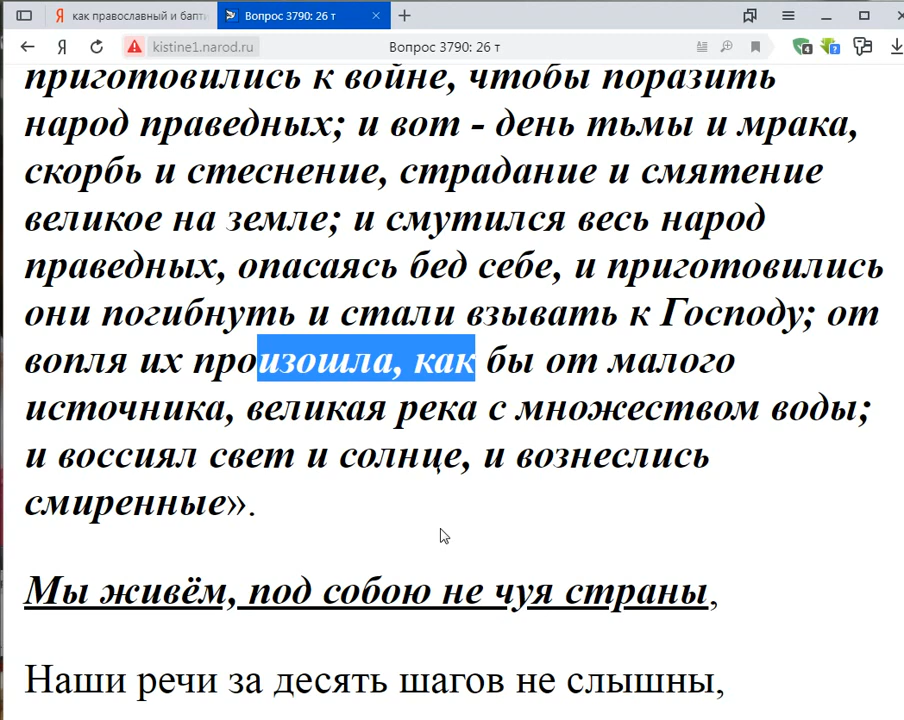 как православный и бапти
Вопрос 3790: 26 т
kistine1.narod.ru
Вопрос 3790: 26 т
приготовились к войне, чтобы поразить
народ праведных; и вот - день тьмы и мрака,
скорбь и стеснение, страдание и смятение
великое на земле; и смутился весь народ
праведных, опасаясь бед себе, и приготовились
они погибнуть и стали взывать к Господу; от
вопля их произошла, как бы от малого
источника, великая река с множеством воды;
и воссиял свет и солнце, и вознеслись
смиренные».
Мы живём, под собою не чуя страны,
Наши речи за десять шагов не слышны,